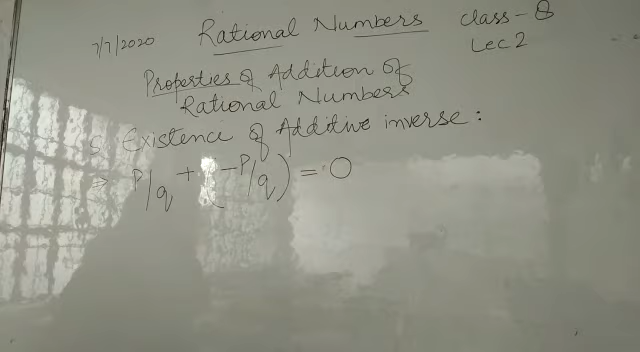 7/7/2020 Rational Numbers class-8
Lec 2
Properties of Addition of
Rational Numbers
5. Existence of Additive inverse:
⇒ P/q + (-P/q) = 0